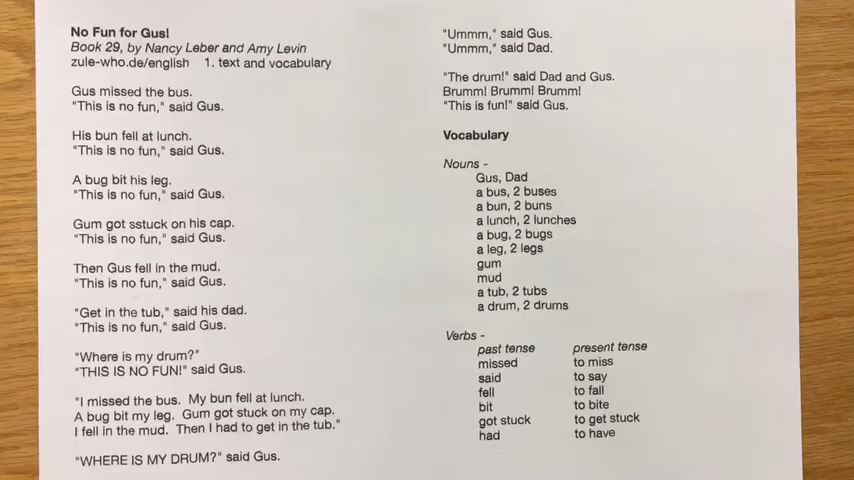 No Fun for Gus!
Book 29, by Nancy Leber and Amy Levin
zule-who.de/english 1. text and vocabulary
Gus missed the bus.
"This is no fun," said Gus.
His bun fell at lunch.
"This is no fun," said Gus.
A bug bit his leg.
"This is no fun," said Gus.
Gum got sstuck on his cap.
"This is no fun," said Gus.
Then Gus fell in the mud.
"This is no fun," said Gus.
"Get in the tub," said his dad.
"This is no fun," said Gus.
"Where is my drum?"
"THIS IS NO FUN!" said Gus.
"I missed the bus. My bun fell at lunch.
A bug bit my leg. Gum got stuck on my cap.
I fell in the mud. Then I had to get in the tub."
"WHERE IS MY DRUM?" said Gus.
"Ummm," said Gus.
"Ummm," said Dad.
"The drum!" said Dad and Gus.
Brumm! Brumm! Brumm!
"This is fun!" said Gus.
Vocabulary
Nouns -
Gus, Dad
a bus, 2 buses
a bun, 2 buns
a lunch, 2 lunches
a bug, 2 bugs
a leg, 2 legs
gum
mud
a tub, 2 tubs
a drum, 2 drums
Verbs -
past tense present tense
missed to miss
said to say
fell to fall
bit to bite
got stuck to get stuck
had to have